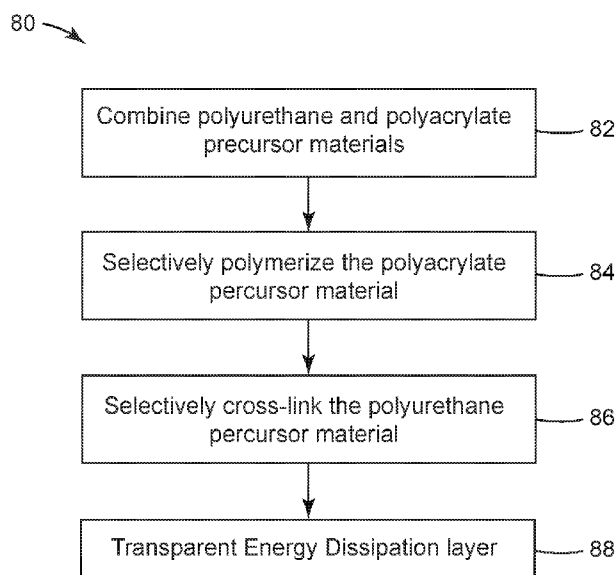 80
Combine polyurethane and polyacrylate
precursor materials
82
Selectively polymerize the polyacrylate
percursor material
84
Selectively cross-link the polyurethane
percursor material
86
Transparent Energy Dissipation layer
88